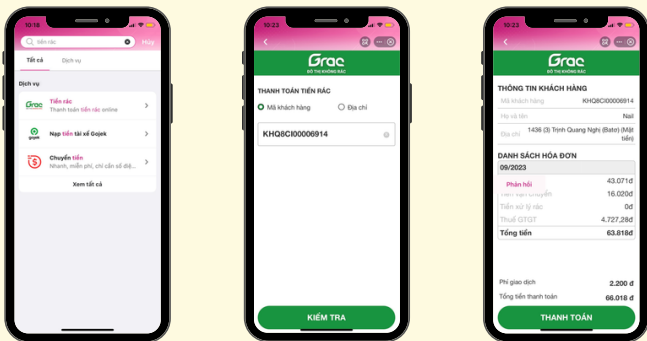 10:18
tiền rác
Hủy
Tất cả
Dịch vụ
Dịch vụ
Grac
Tiền rác
Thanh toán tiền rác online
gojek
Nạp tiền tài xế Gojek
Chuyển tiền
Nhanh, miễn phí, chỉ cần số điệ...
Xem tất cả
10:23
Grac
ĐÔ THỊ KHÔNG RÁC
THANH TOÁN TIỀN RÁC
Mã khách hàng
Địa chỉ
KHQ8CI00006914
KIỂM TRA
10:23
Grac
ĐÔ THỊ KHÔNG RÁC
THÔNG TIN KHÁCH HÀNG
Mã khách hàng KHQ8CI00006914
Họ và tên Nail
Địa chỉ 1436 (3) Trịnh Quang Nghị (Bato) (Mặt tiền)
DANH SÁCH HÓA ĐƠN
09/2023
43.071đ
Phản hồi
chuyển 16.020đ
Tiền xử lý rác 0đ
Thuế GTGT 4.727,28đ
Tổng tiền 63.818đ
Phí giao dịch 2.200 đ
Tổng tiền thanh toán 66.018 đ
THANH TOÁN